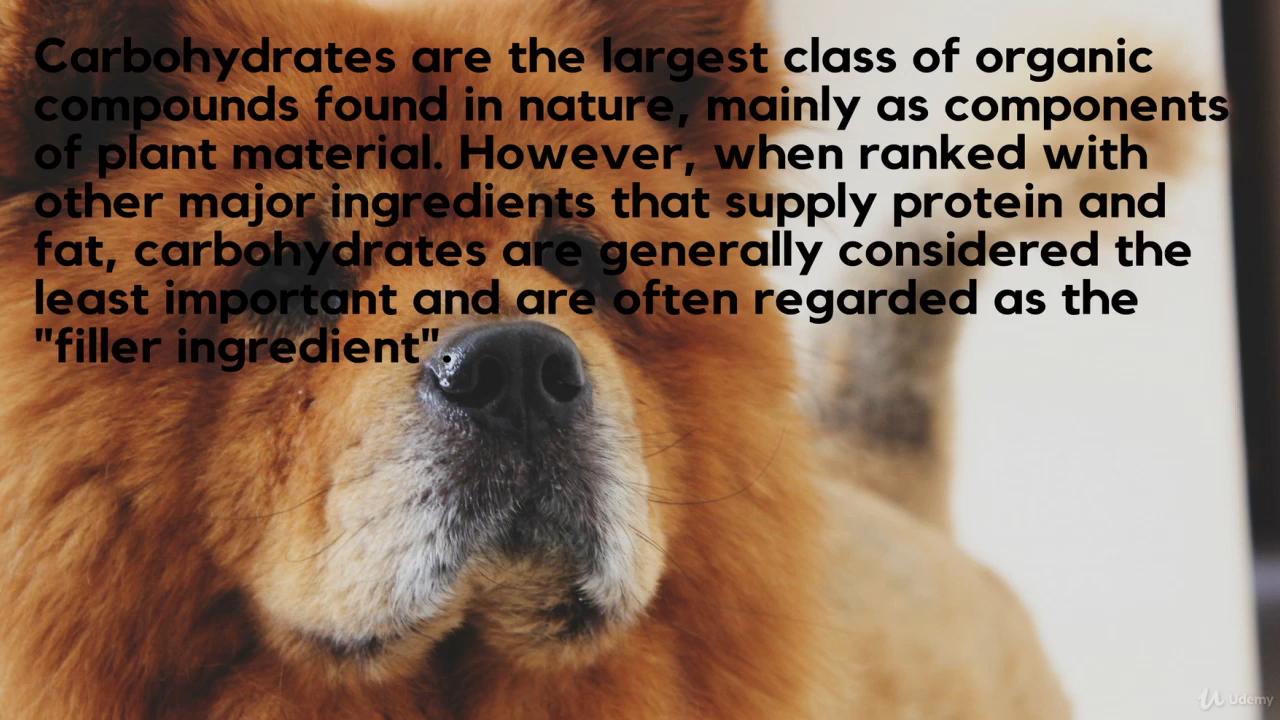 Carbohydrates are the largest class of organic
compounds found in nature, mainly as components
of plant material. However, when ranked with
other major ingredients that supply protein and
fat, carbohydrates are generally considered the
least important and are often regarded as the
"filler ingredient".
Udemy